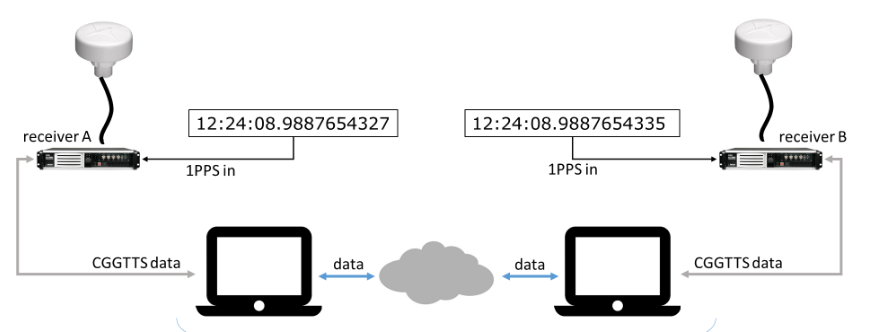 12:24:08.9887654327
12:24:08.9887654335
receiver A
receiver B
1PPS in
1PPS in
CGGTTS data
data
data
CGGTTS data